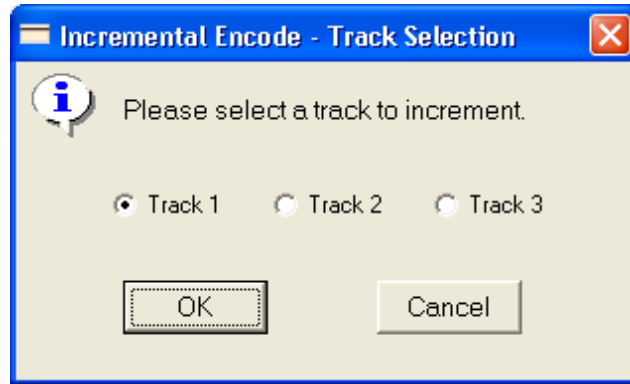 Incremental Encode - Track Selection
Please select a track to increment.
Track 1 Track 2 Track 3
OK Cancel